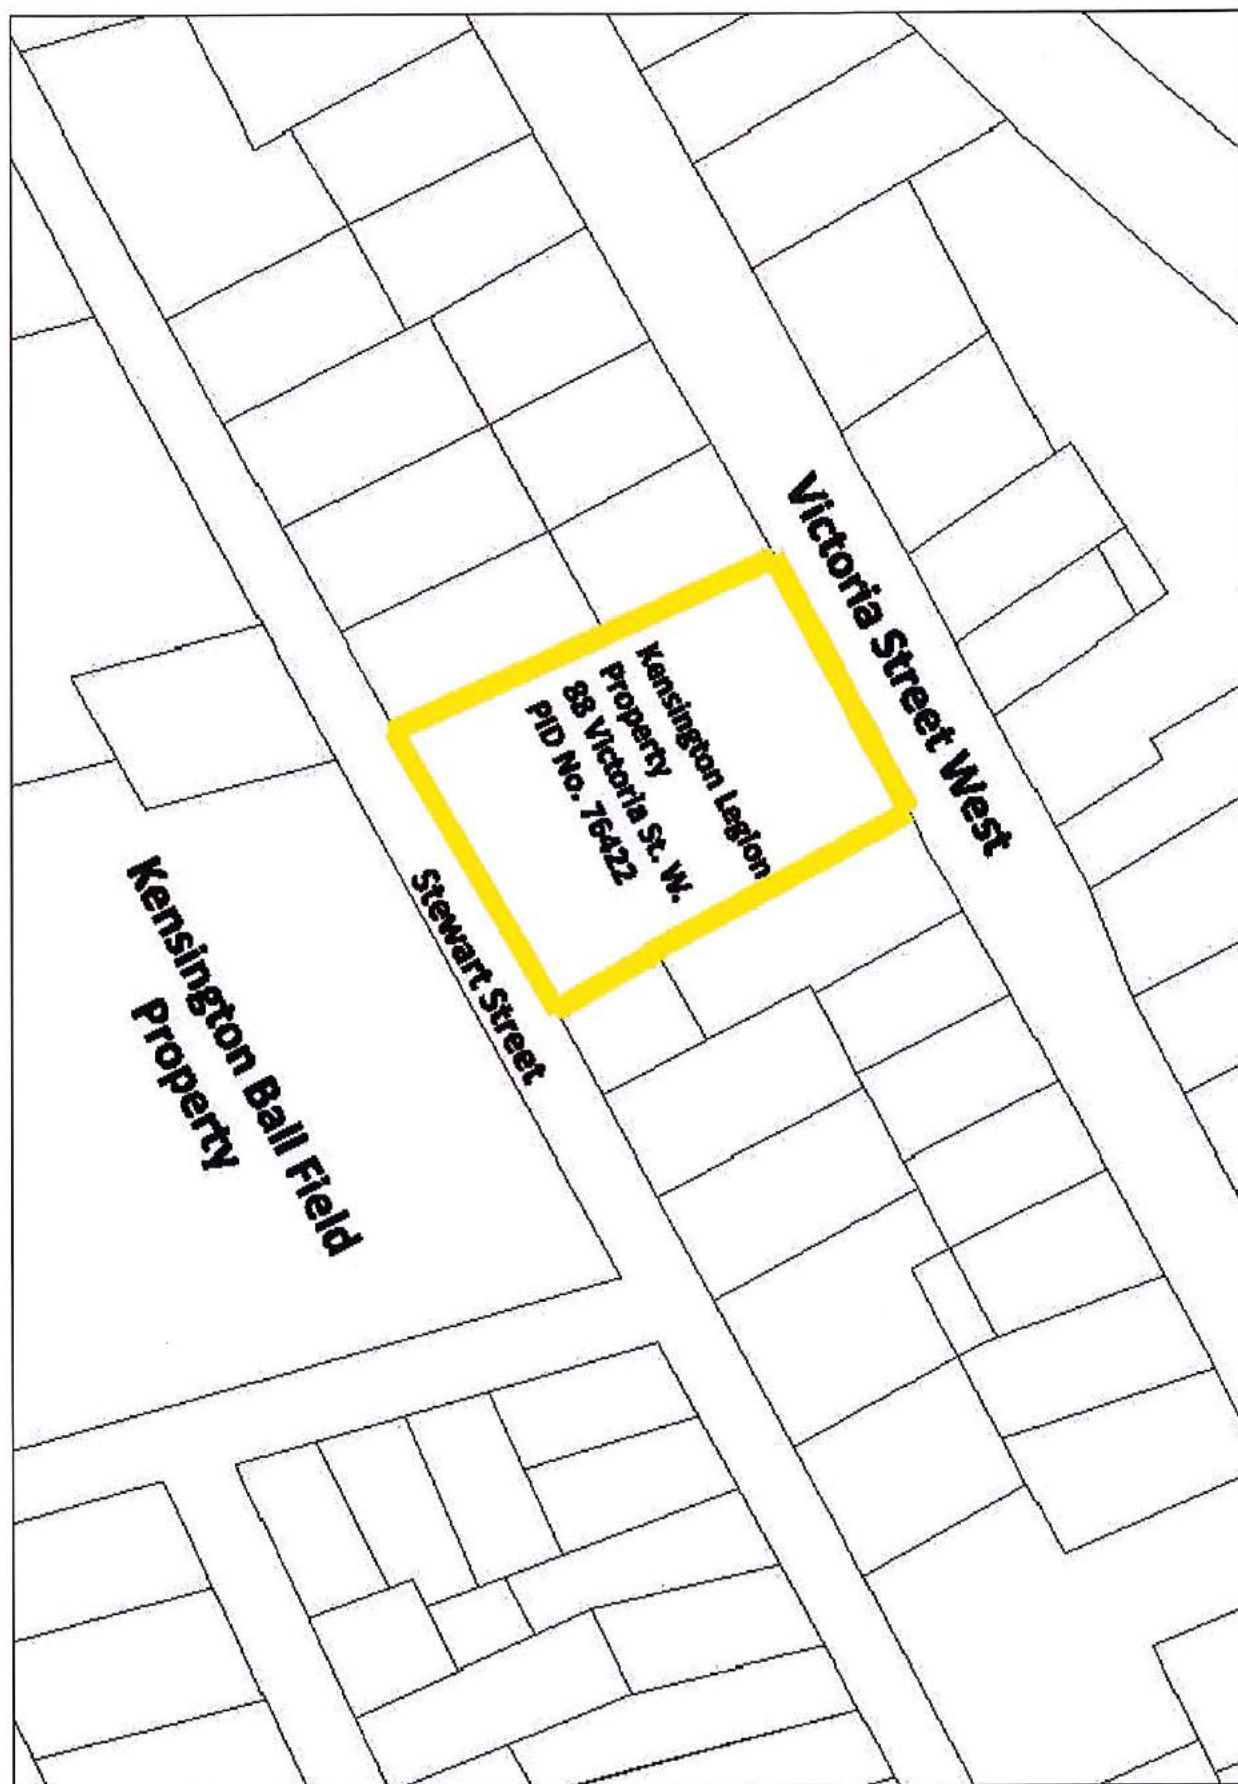 Victoria Street West
Kensington Legion
Property
88 Victoria St. W.
PID No. 76422
Stewart Street
Kensington Ball Field
Property